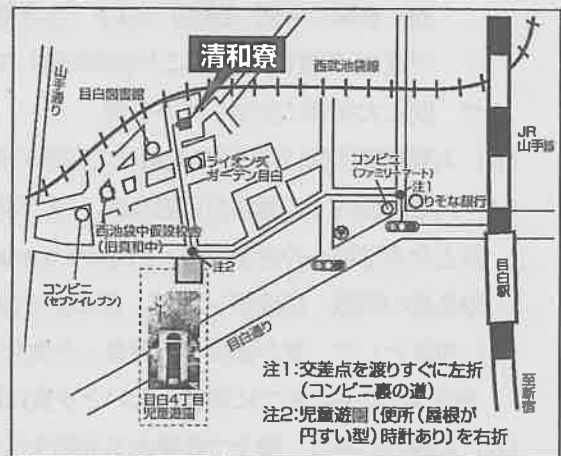 清和寮
西武池袋線
山手通り
目白図書館
JR
山手線
ライオンズ
ガーデン目白
コンビニ
(ファミリーマート)
注1
りそな銀行
西池袋中仮設校舎
(旧真和中)
注2
コンビニ
(セブンイレブン)
目白駅
目白通り
目白4丁目
児童遊園
至新宿
注1:交差点を渡りすぐに左折
(コンビニ裏の道)
注2:児童遊園〔便所(屋根が
円すい型)時計あり〕を右折